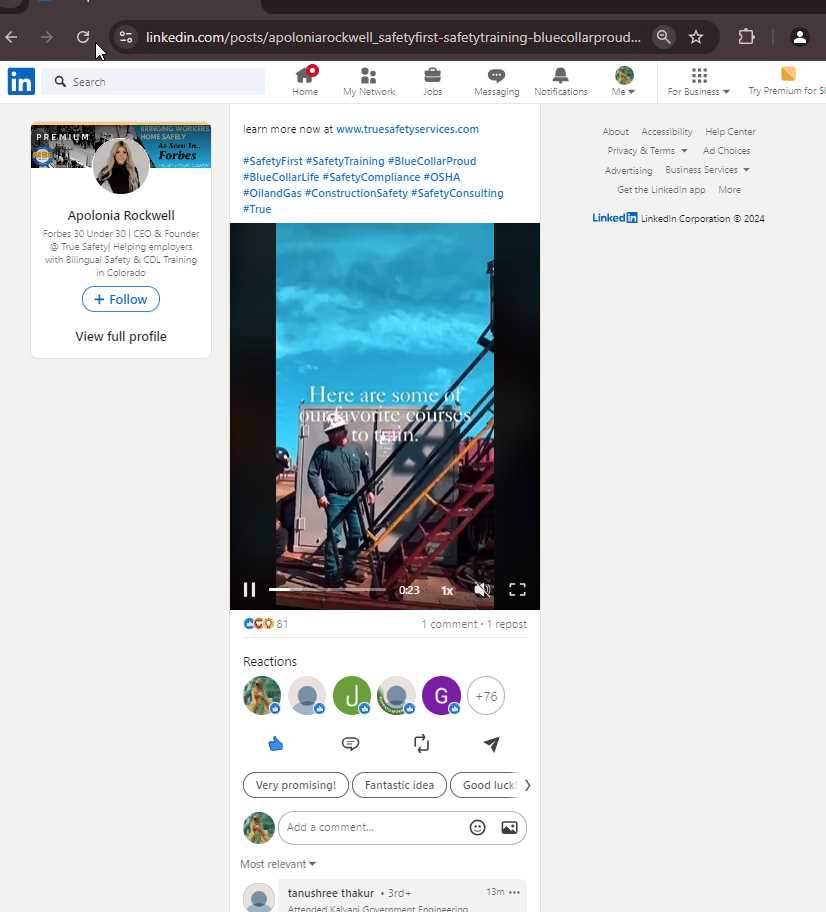 linkedin.com/posts/apoloniarockwell_safetyfirst-safetytraining-bluecollarproud...
in
Search
Home
My Network
Jobs
Messaging
Notifications
Me
For Business
Try Premium for $0
PREMIUM
BRINGING WORKERS
HOME SAFELY
As Seen In..
Forbes
Apolonia Rockwell
Forbes 30 Under 30 | CEO & Founder
@ True Safety| Helping employers
with Bilingual Safety & CDL Training
in Colorado
+ Follow
View full profile
learn more now at www.truesafetyservices.com
#SafetyFirst #SafetyTraining #BlueCollarProud
#BlueCollarLife #SafetyCompliance #OSHA
#OilandGas #ConstructionSafety #SafetyConsulting
#True
Here are some of
our favorite courses
to train.
0:23
1x
81
1 comment • 1 repost
Reactions
J
G
+76
Very promising!
Fantastic idea
Good luck!
Add a comment...
Most relevant
tanushree thakur • 3rd+
13m
Attended Kalyani Government Engineering
About
Accessibility
Help Center
Privacy & Terms
Ad Choices
Advertising
Business Services
Get the LinkedIn app
More
LinkedIn LinkedIn Corporation © 2024